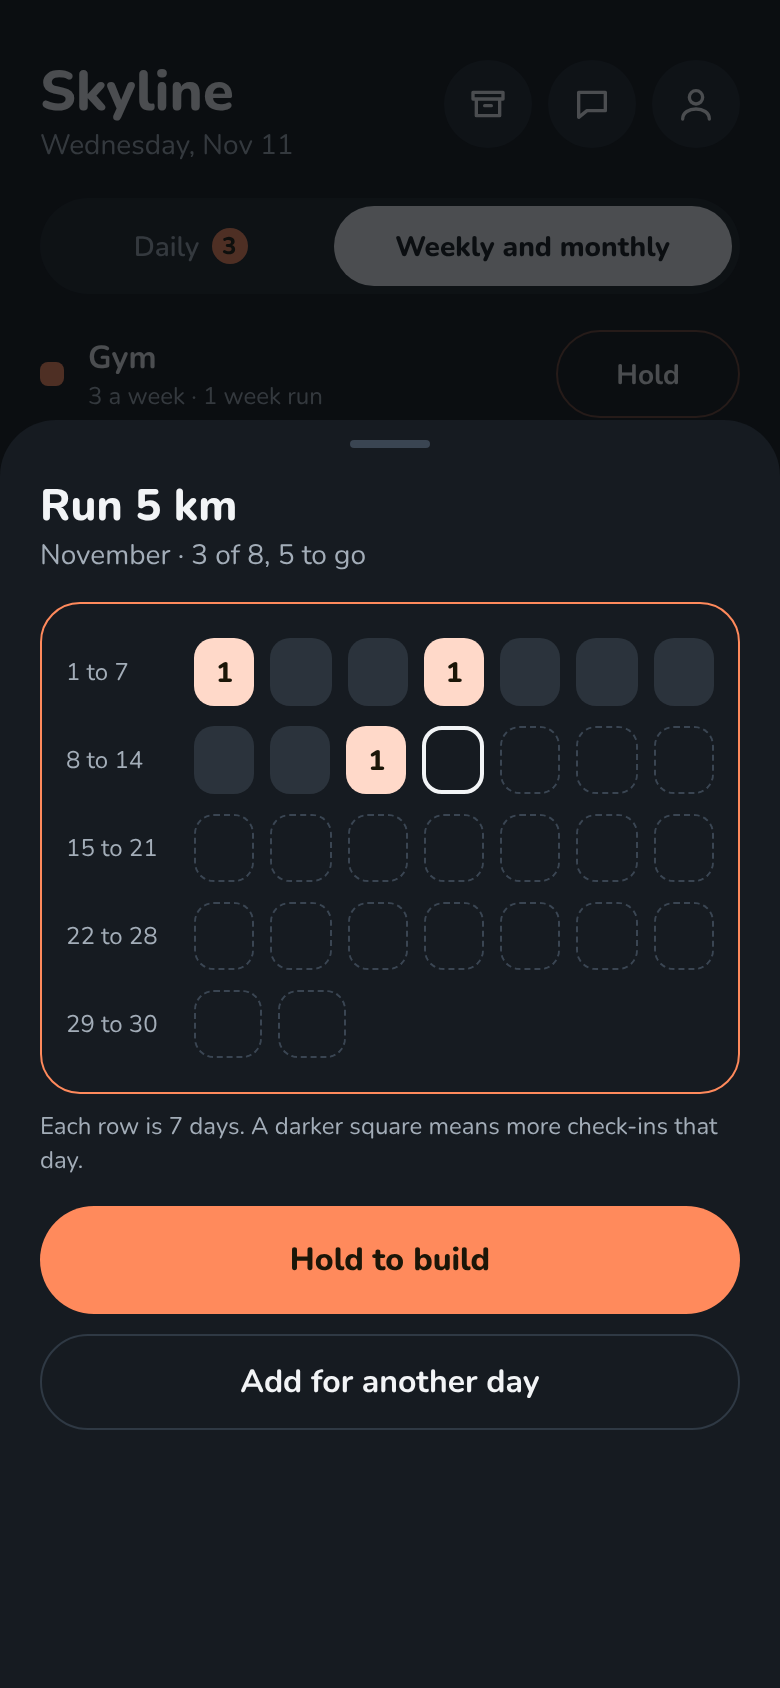 Skyline
Wednesday, Nov 11
Daily 3
Weekly and monthly
Gym
3 a week · 1 week run
Hold
Run 5 km
November · 3 of 8, 5 to go
1 to 7
1
1
8 to 14
1
15 to 21
22 to 28
29 to 30
Each row is 7 days. A darker square means more check-ins that
day.
Hold to build
Add for another day